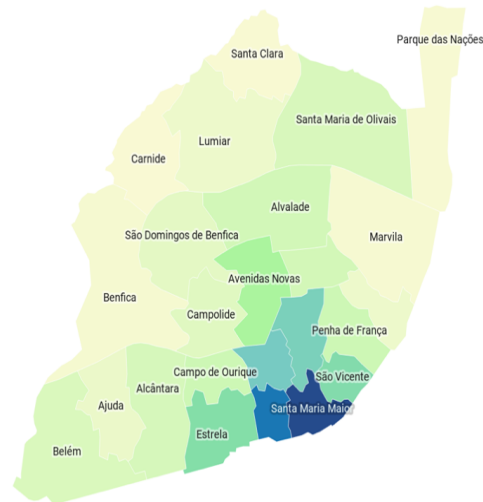 Parque das Nações
Santa Clara
Santa Maria de Olivais
Lumiar
Carnide
Alvalade
São Domingos de Benfica
Marvila
Avenidas Novas
Benfica
Campolide
Penha de França
Campo de Ourique
São Vicente
Alcântara
Ajuda
Santa Maria Maior
Estrela
Belém